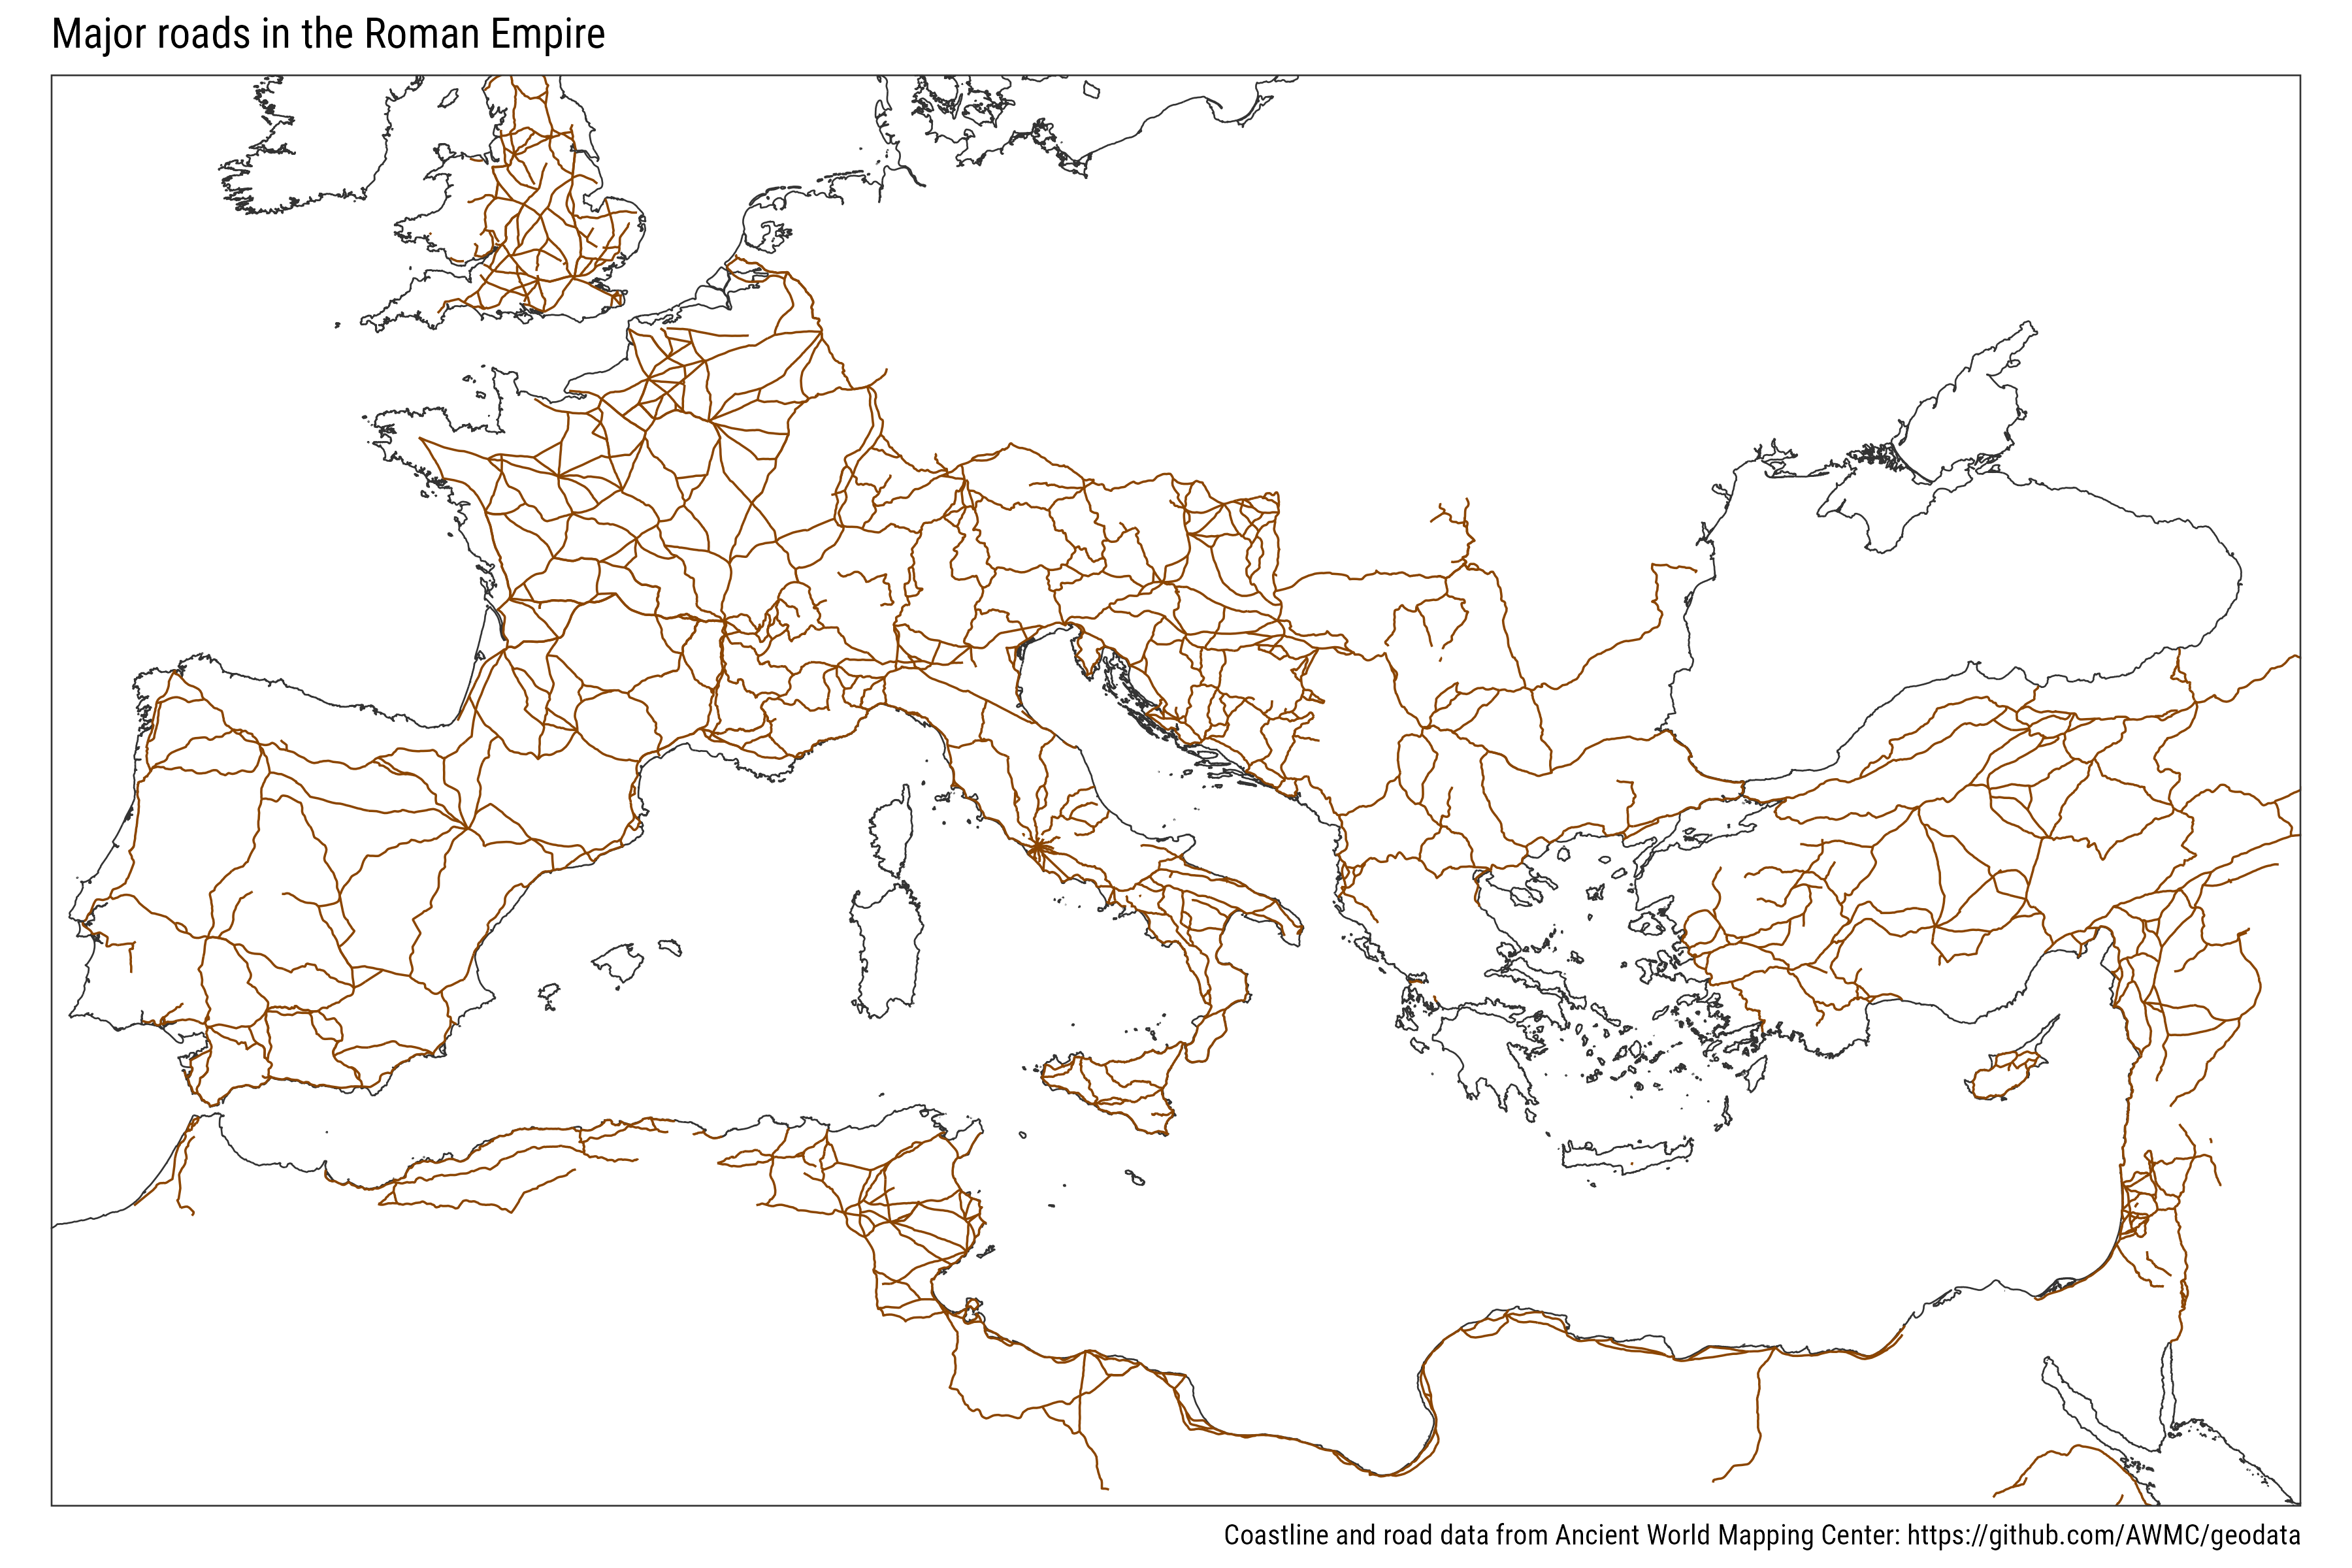 Major roads in the Roman Empire
Coastline and road data from Ancient World Mapping Center: https://github.com/AWMC/geodata